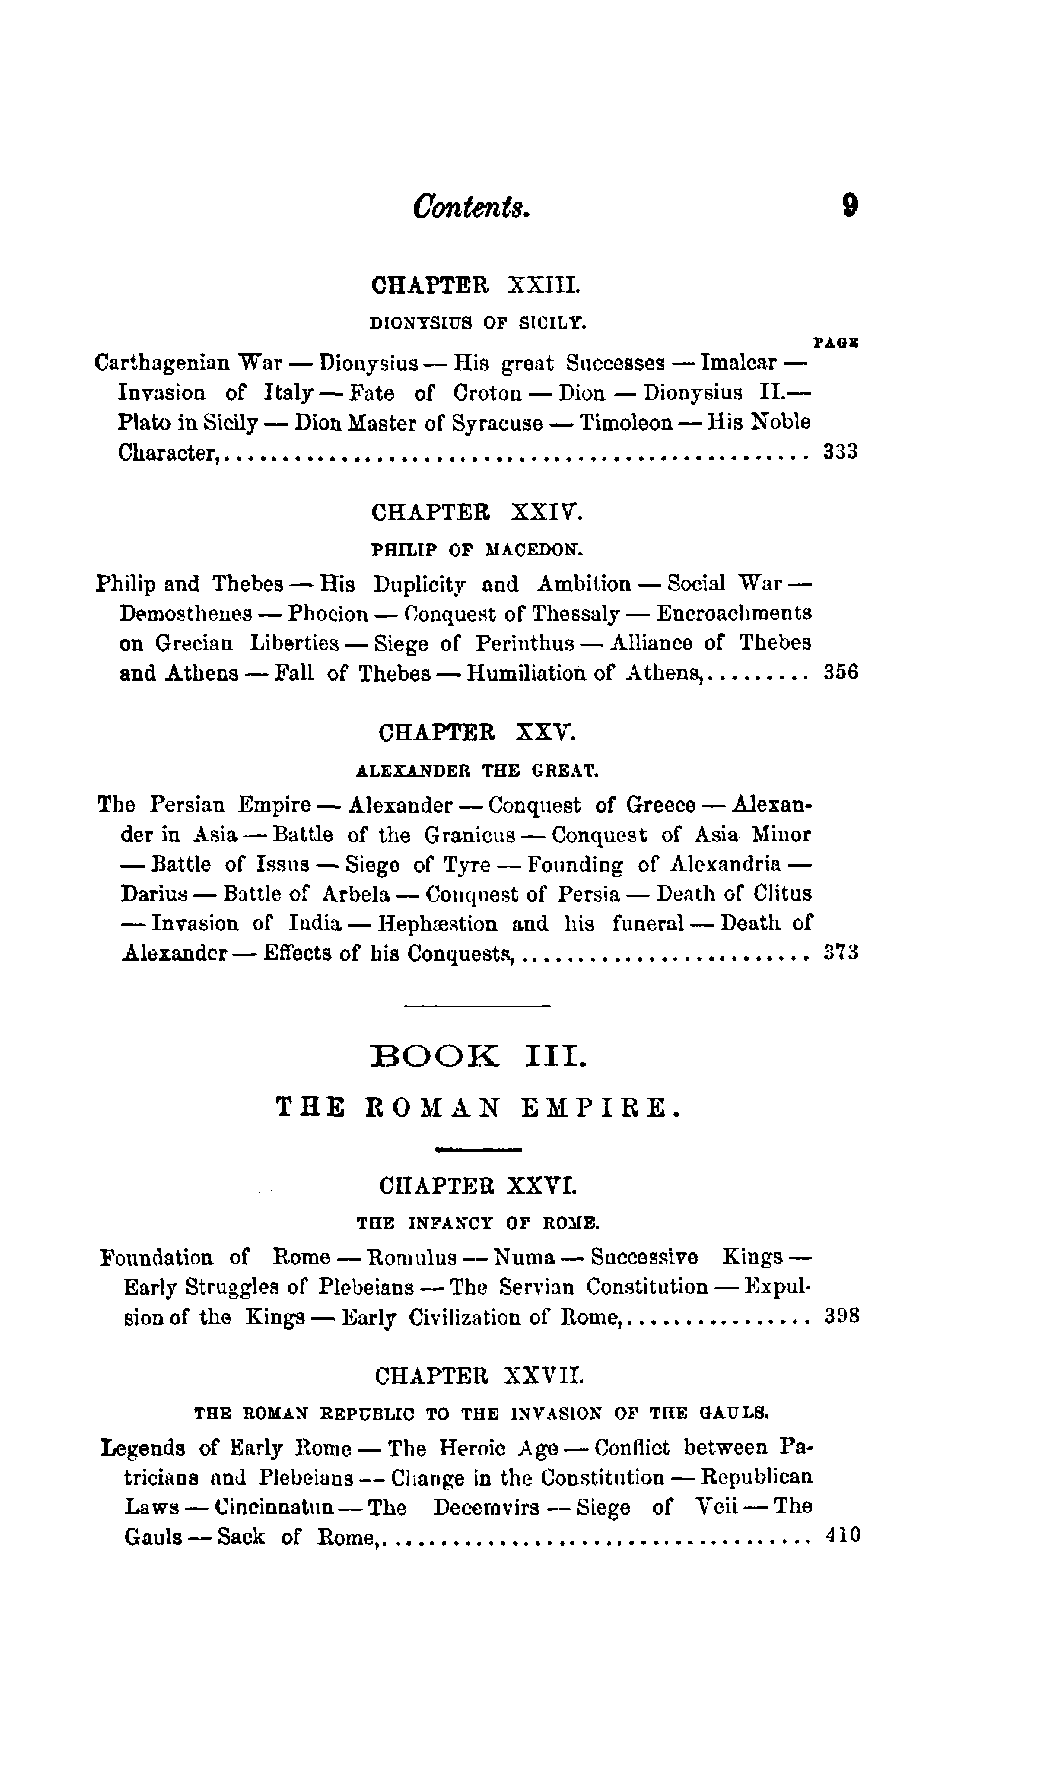 Contents. 9
CHAPTER XXIII.
DIONYSIUS OF SICILY.
PAGE
Carthagenian War — Dionysius — His great Successes — Imalcar —
Invasion of Italy — Fate of Croton — Dion — Dionysius II.—
Plato in Sicily — Dion Master of Syracuse — Timoleon — His Noble
Character,.................................................. 333
CHAPTER XXIV.
PHILIP OF MACEDON.
Philip and Thebes — His Duplicity and Ambition — Social War —
Demosthenes — Phocion — Conquest of Thessaly — Encroachments
on Grecian Liberties — Siege of Perinthus — Alliance of Thebes
and Athens — Fall of Thebes — Humiliation of Athens,......... 356
CHAPTER XXV.
ALEXANDER THE GREAT.
The Persian Empire — Alexander — Conquest of Greece — Alexan-
der in Asia — Battle of the Granicus — Conquest of Asia Minor
— Battle of Issus — Siege of Tyre — Founding of Alexandria —
Darius — Battle of Arbela — Conquest of Persia — Death of Clitus
— Invasion of India — Hephæstion and his funeral — Death of
Alexander — Effects of his Conquests,......................... 373
BOOK III.
THE ROMAN EMPIRE.
CHAPTER XXVI.
THE INFANCY OF ROME.
Foundation of Rome — Romulus — Numa — Successive Kings —
Early Struggles of Plebeians — The Servian Constitution — Expul-
sion of the Kings — Early Civilization of Rome,................ 398
CHAPTER XXVII.
THE ROMAN REPUBLIC TO THE INVASION OF THE GAULS.
Legends of Early Rome — The Heroic Age — Conflict between Pa-
tricians and Plebeians — Change in the Constitution — Republican
Laws — Cincinnatun — The Decemvirs — Siege of Veii — The
Gauls — Sack of Rome,..................................... 410